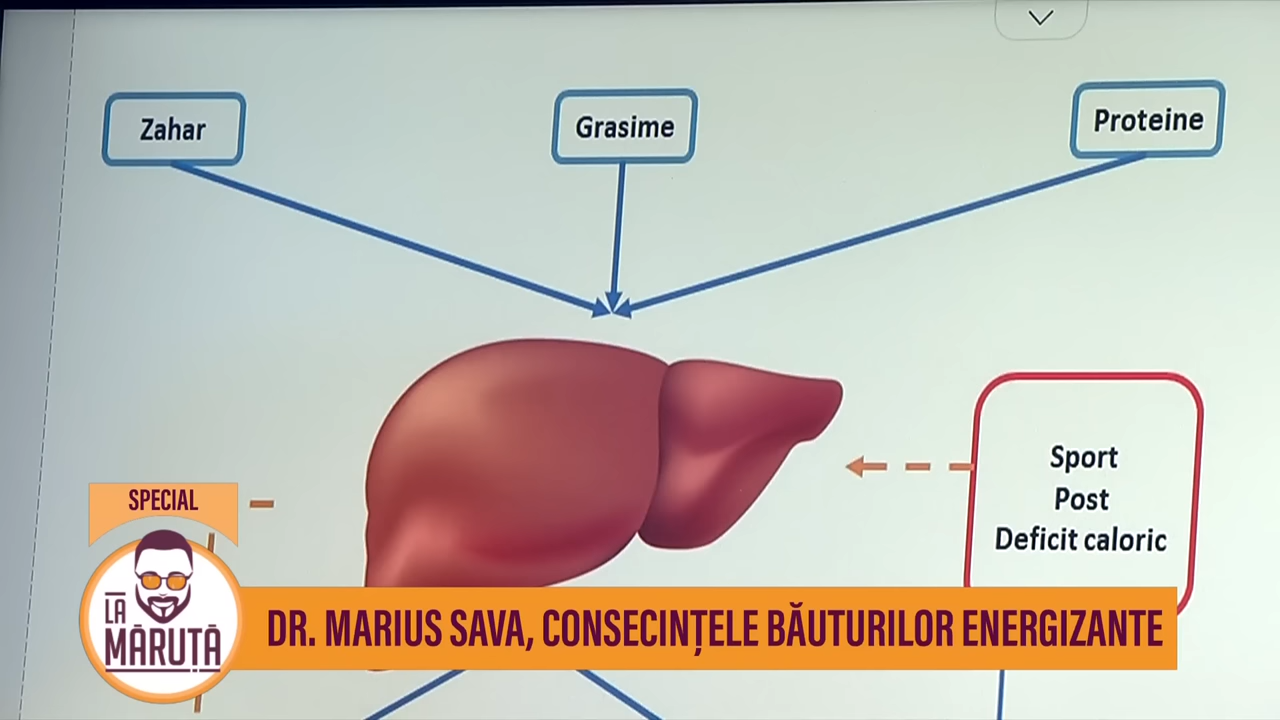 Zahar
Grasime
Proteine
Sport
Post
Deficit caloric
SPECIAL
LA
MĂRUȚĂ
DR. MARIUS SAVA, CONSECINȚELE BĂUTURILOR ENERGIZANTE